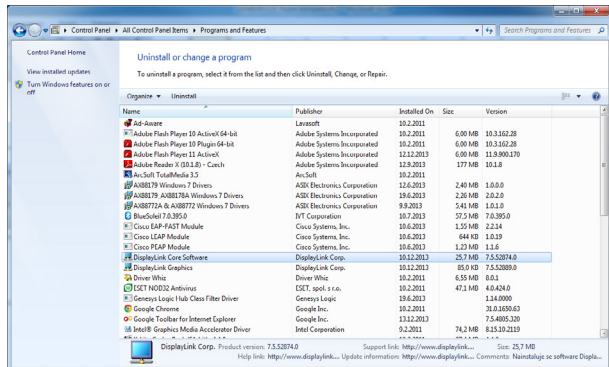 Control Panel ▸ All Control Panel Items ▸ Programs and Features
Search Programs and Features
Control Panel Home
View installed updates
Turn Windows features on or off
Uninstall or change a program
To uninstall a program, select it from the list and then click Uninstall, Change, or Repair.
Organize Uninstall
Name Publisher Installed On Size Version
Ad-Aware Lavasoft 10.2.2011
Adobe Flash Player 10 ActiveX 64-bit Adobe Systems Incorporated 10.2.2011 6,00 MB 10.3.162.28
Adobe Flash Player 10 Plugin 64-bit Adobe Systems Incorporated 10.2.2011 6,00 MB 10.3.162.28
Adobe Flash Player 11 ActiveX Adobe Systems Incorporated 12.12.2013 6,00 MB 11.9.900.170
Adobe Reader X (10.1.8) - Czech Adobe Systems Incorporated 12.9.2013 177 MB 10.1.8
ArcSoft TotalMedia 3.5 ArcSoft 10.2.2011
AX88179 Windows 7 Drivers ASIX Electronics Corporation 12.6.2013 2,40 MB 1.0.0.0
AX88179_AX88178A Windows 7 Drivers ASIX Electronics Corporation 19.6.2013 2,26 MB 2.0.2.0
AX88772A & AX88772 Windows 7 Drivers ASIX Electronics Corporation 9.9.2013 5,41 MB 1.0.1.0
BlueSoleil 7.0.395.0 IVT Corporation 10.7.2013 57,5 MB 7.0.395.0
Cisco EAP-FAST Module Cisco Systems, Inc. 10.6.2013 1,55 MB 2.2.14
Cisco LEAP Module Cisco Systems, Inc. 10.6.2013 644 KB 1.0.19
Cisco PEAP Module Cisco Systems, Inc. 10.6.2013 1,23 MB 1.1.6
DisplayLink Core Software DisplayLink Corp. 10.12.2013 25,7 MB 7.5.52874.0
DisplayLink Graphics DisplayLink Corp. 10.12.2013 85,0 KB 7.5.52889.0
Driver Whiz Driver Whiz 10.2.2011 6,55 MB 8.0.1
ESET NOD32 Antivirus ESET, spol. s r.o. 10.2.2011 47,1 MB 4.0.424.0
Genesys Logic Hub Class Filter Driver Genesys Logic 19.6.2013 1.14.0000
Google Chrome Google Inc. 10.2.2011 31.0.1650.63
Google Toolbar for Internet Explorer Google Inc. 13.12.2013 7.5.4805.320
Intel® Graphics Media Accelerator Driver Intel Corporation 9.2.2011 74,2 MB 8.15.10.2119
DisplayLink Corp. Product version: 7.5.52874.0 Support link: http://www.displaylink.... Size: 25,7 MB
Help link: http://www.displaylink.... Update information: http://www.displaylink.... Comments: Nainstaluje se software Displa...